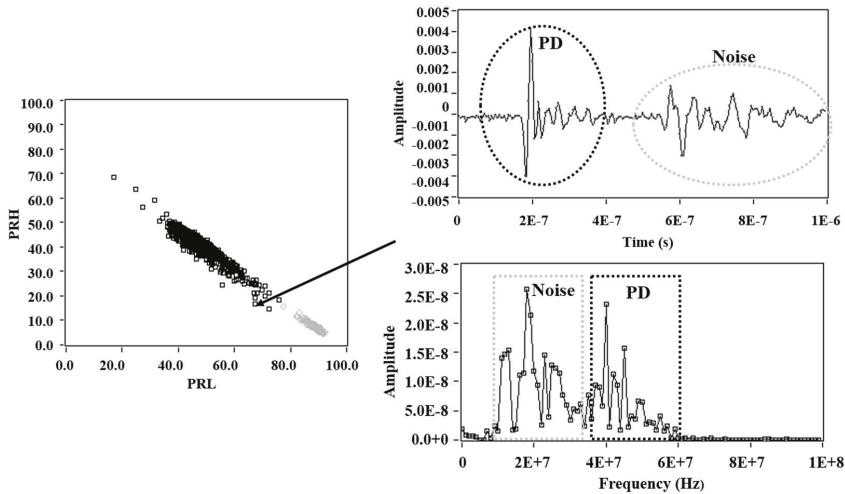 100.0
90.0
80.0
70.0
60.0
50.0
40.0
30.0
20.0
10.0
0.0
PRH
0.0 20.0 40.0 60.0 80.0 100.0
PRL
0.005
0.004
0.003
0.002
0.001
0
-0.001
-0.002
-0.003
-0.004
-0.005
Amplitude
PD
Noise
0 2E-7 4E-7 6E-7 8E-7 1E-6
Time (s)
3.0E-8
2.5E-8
2.0E-8
1.5E-8
1.0E-8
5.0E-8
0.0+0
Amplitude
Noise PD
0 2E+7 4E+7 6E+7 8E+7 1E+8
Frequency (Hz)